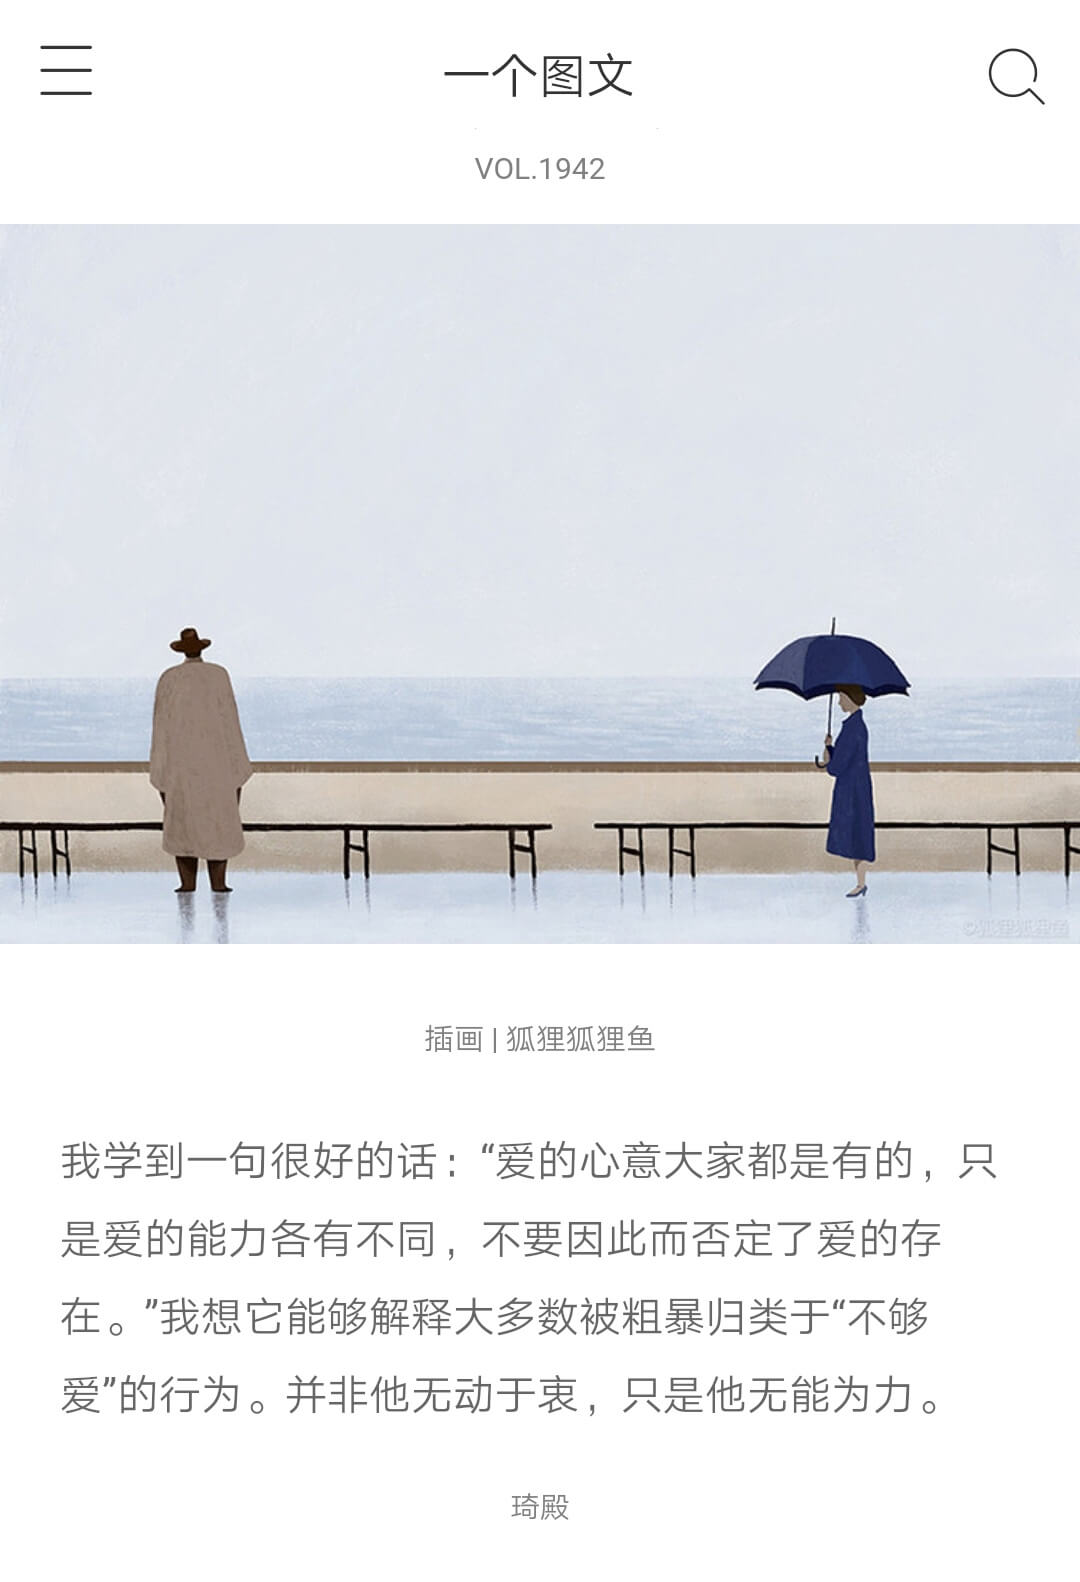 一个图文
VOL.1942
©狐狸狐狸鱼
插画 | 狐狸狐狸鱼
我学到一句很好的话：“爱的心意大家都是有的，只
是爱的能力各有不同，不要因此而否定了爱的存
在。”我想它能够解释大多数被粗暴归类于“不够
爱”的行为。并非他无动于衷，只是他无能为力。
琦殿